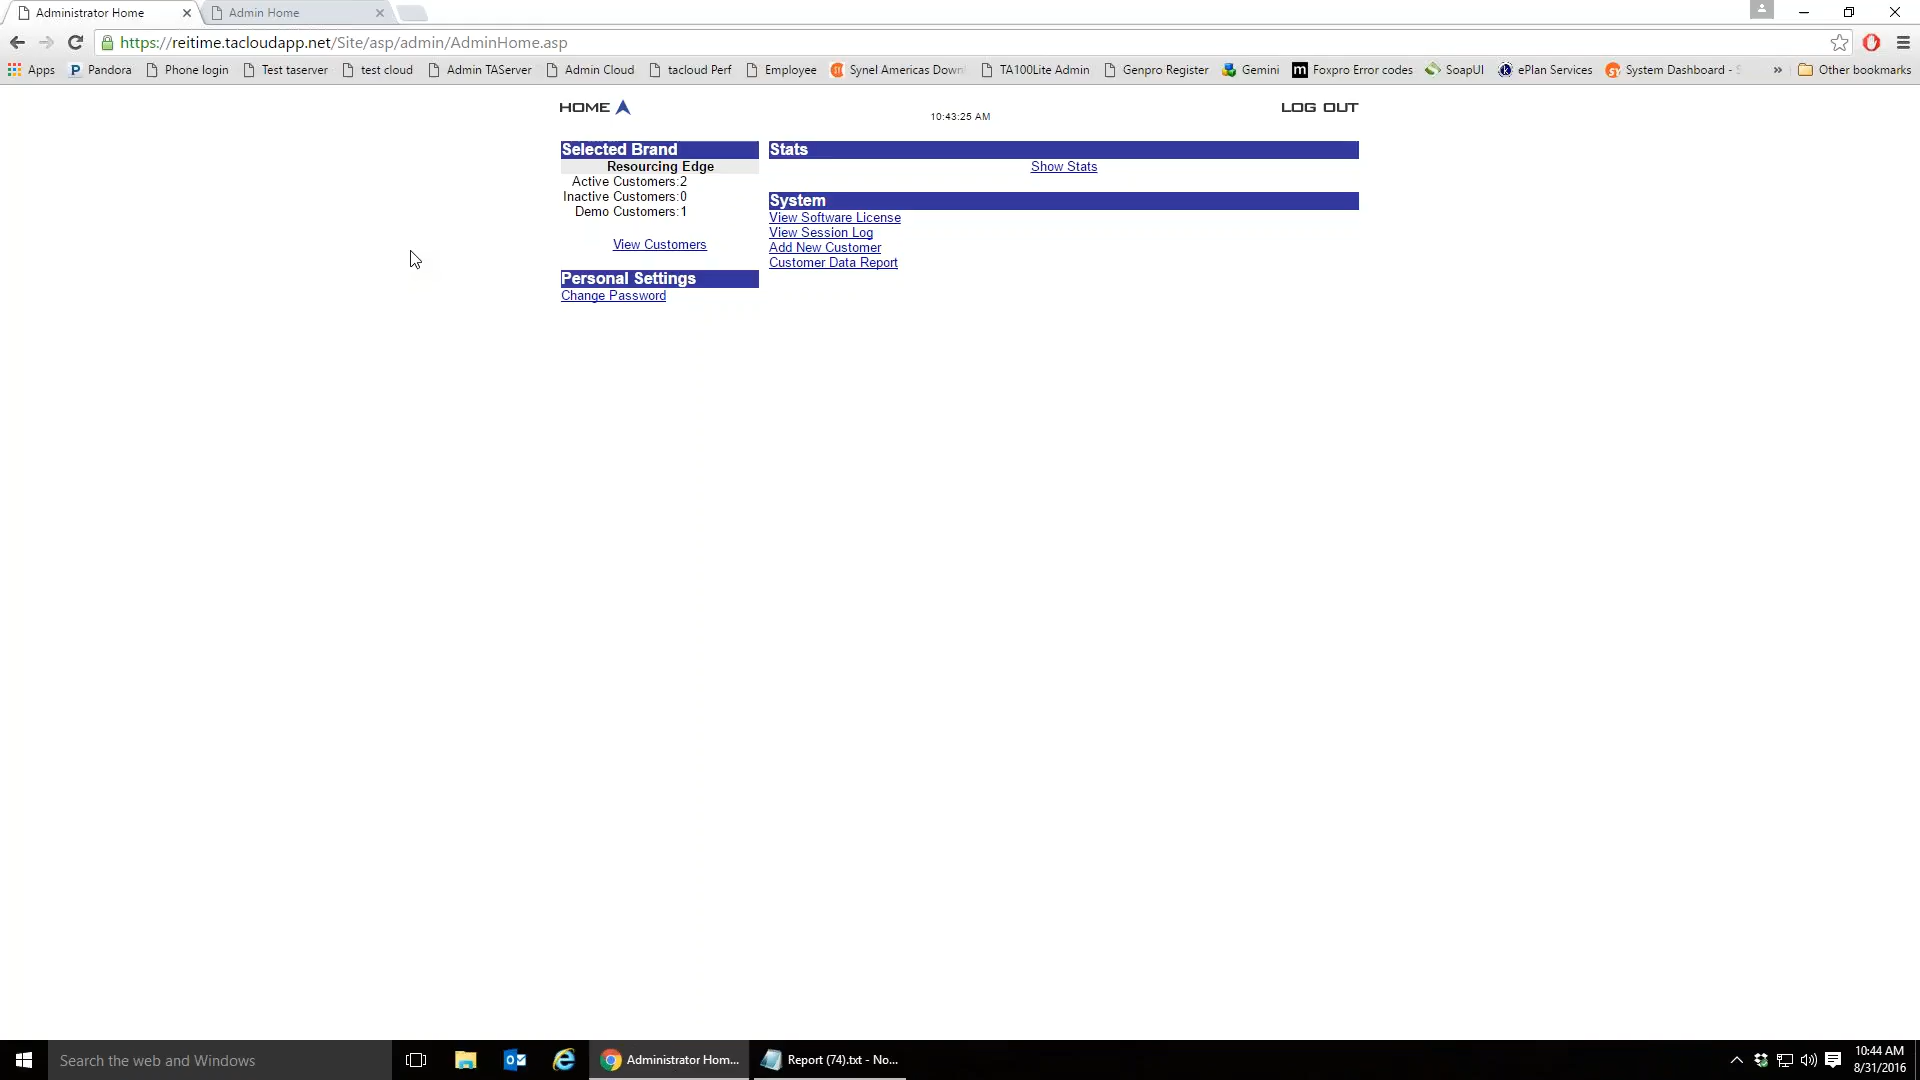 Administrator Home
Admin Home
https://reitime.tacloudapp.net/Site/asp/admin/AdminHome.asp
Apps Pandora Phone login Test taserver test cloud Admin TAServer Admin Cloud tacloud Perf Employee Synel Americas Down TA100Lite Admin Genpro Register Gemini Foxpro Error codes SoapUI ePlan Services System Dashboard - » Other bookmarks
HOME
10:43:25 AM
LOG OUT
Selected Brand
Resourcing Edge
Active Customers:2
Inactive Customers:0
Demo Customers:1
View Customers
Personal Settings
Change Password
Stats
Show Stats
System
View Software License
View Session Log
Add New Customer
Customer Data Report
Search the web and Windows
Administrator Hom...
Report (74).txt - No...
10:44 AM
8/31/2016